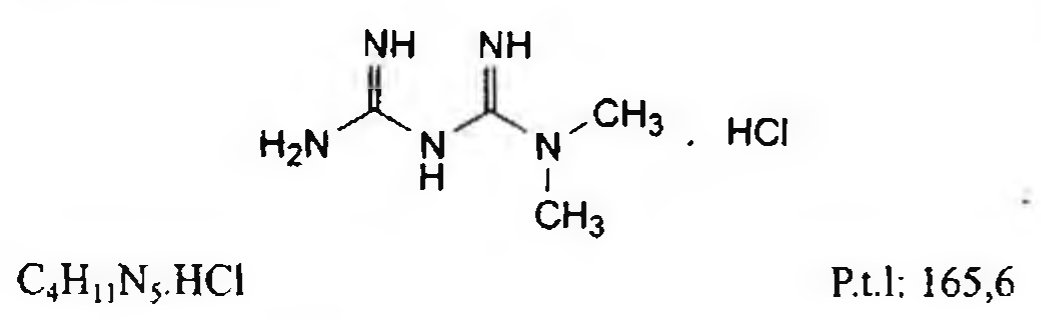 NH NH
H₂N N H N CH₃ . HCl
CH₃
C₄H₁₁N₅.HCl P.t.l: 165,6